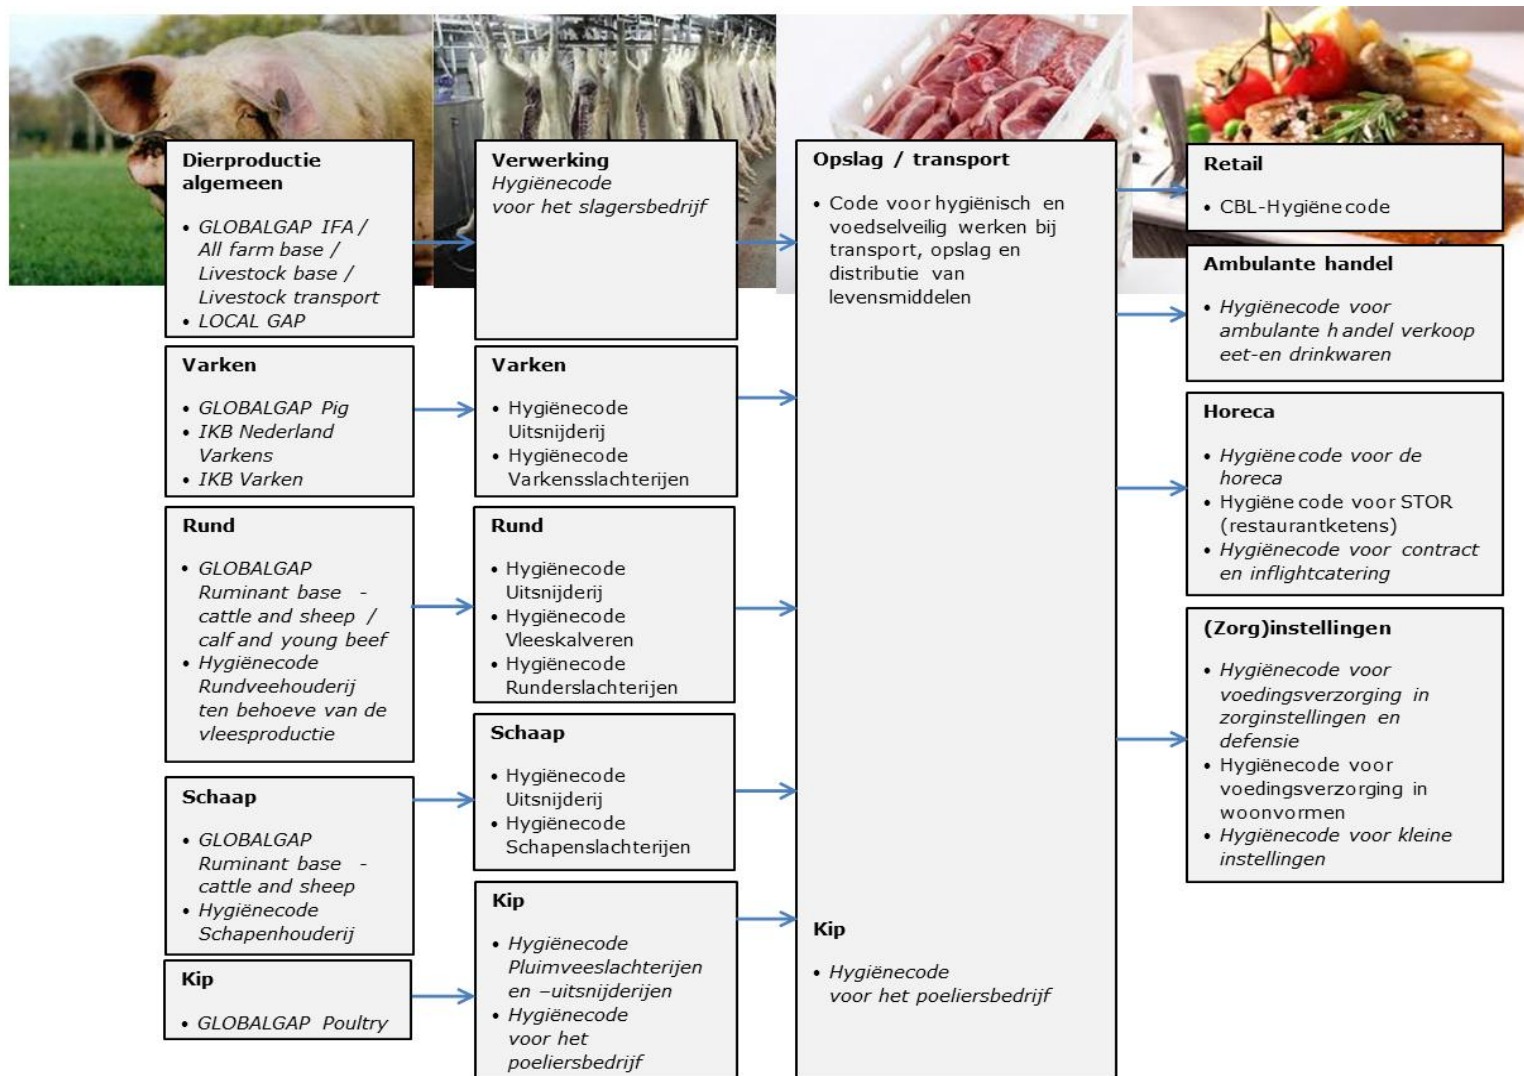 Dierproductie
algemeen
• GLOBALGAP IFA /
All farm base /
Livestock base /
Livestock transport
• LOCAL GAP
Varken
• GLOBALGAP Pig
• IKB Nederland
Varkens
• IKB Varken
Rund
• GLOBALGAP
Ruminant base -
cattle and sheep /
calf and young beef
• Hygiënecode
Rundveehouderij
ten behoeve van de
vleesproductie
Schaap
• GLOBALGAP
Ruminant base -
cattle and sheep
• Hygiënecode
Schapenhouderij
Kip
• GLOBALGAP Poultry
Verwerking
Hygiënecode
voor het slagersbedrijf
Varken
• Hygiënecode
Uitsnijderij
• Hygiënecode
Varkensslachterijen
Rund
• Hygiënecode
Uitsnijderij
• Hygiënecode
Vleeskalveren
• Hygiënecode
Runderslachterijen
Schaap
• Hygiënecode
Uitsnijderij
• Hygiënecode
Schapenslachterijen
Kip
• Hygiënecode
Pluimveeslachterijen
en –uitsnijderijen
• Hygiënecode
voor het
poeliersbedrijf
Opslag / transport
• Code voor hygiënisch en
voedselveilig werken bij
transport, opslag en
distributie van
levensmiddelen
Kip
• Hygiënecode
voor het poeliersbedrijf
Retail
• CBL-Hygiënecode
Ambulante handel
• Hygiënecode voor
ambulante handel verkoop
eet-en drinkwaren
Horeca
• Hygiënecode voor de
horeca
• Hygiënecode voor STOR
(restaurantketens)
• Hygiënecode voor contract
en inflightcatering
(Zorg)instellingen
• Hygiënecode voor
voedingsverzorging in
zorginstellingen en
defensie
• Hygiënecode voor
voedingsverzorging in
woonvormen
• Hygiënecode voor kleine
instellingen